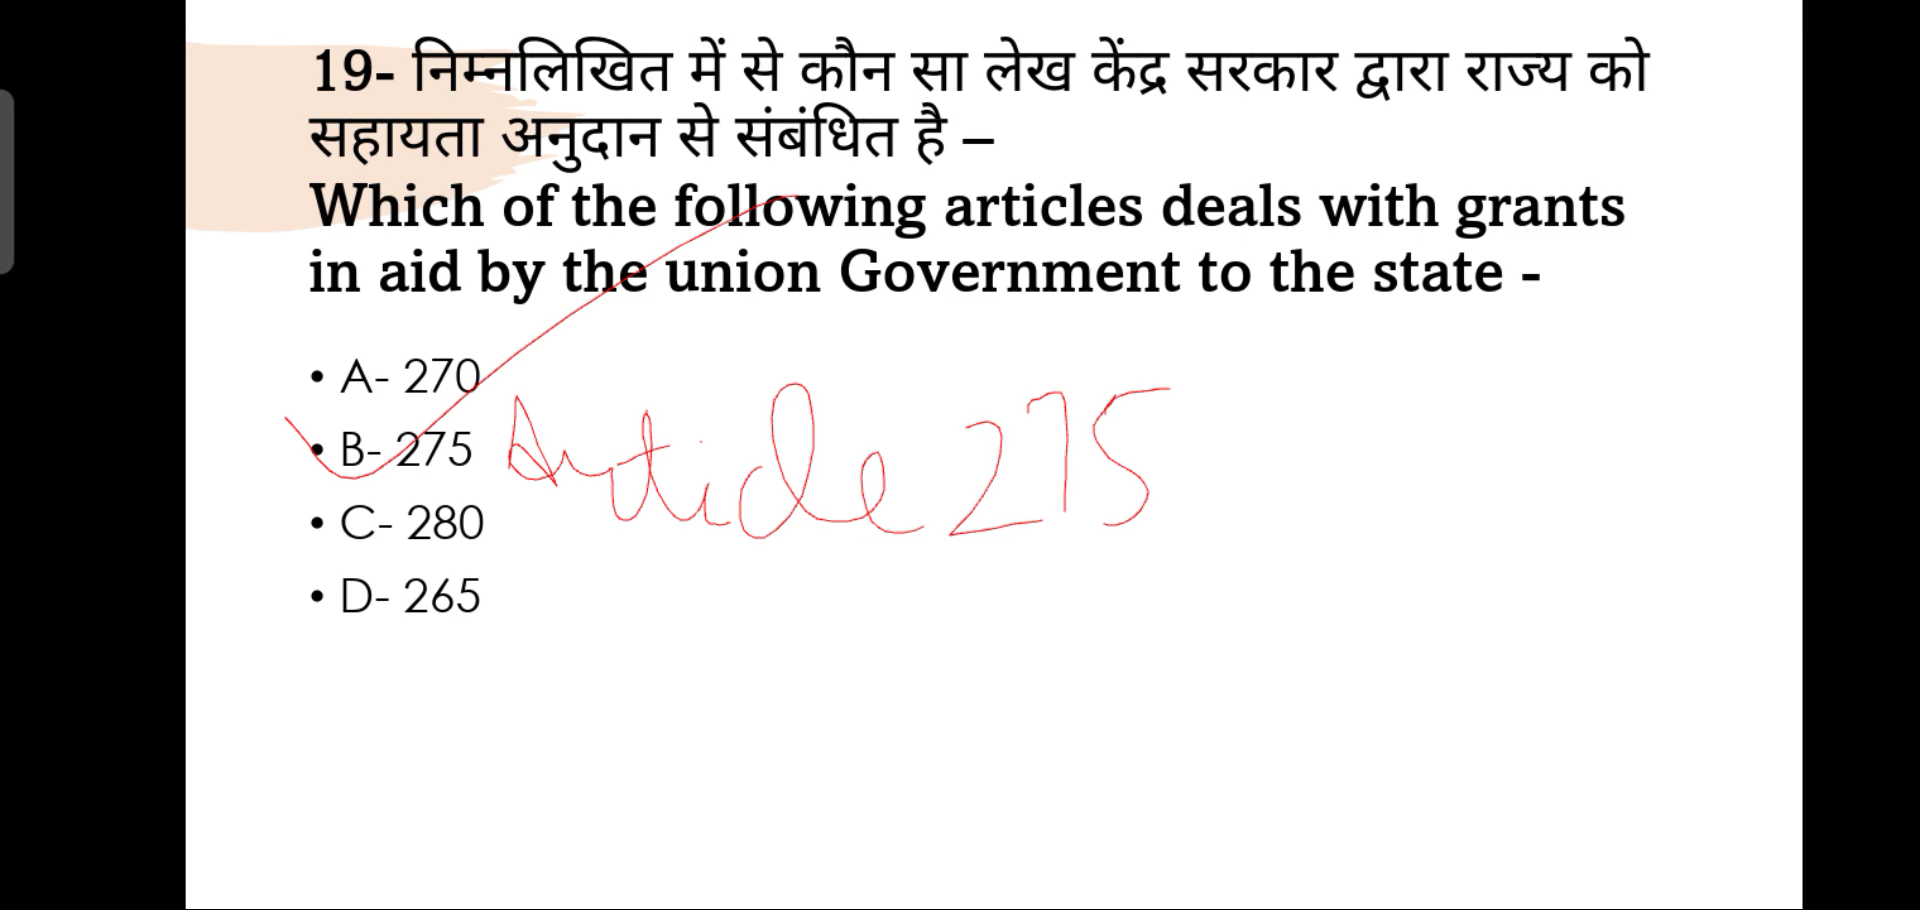 19- निम्नलिखित में से कौन सा लेख केंद्र सरकार द्वारा राज्य को
सहायता अनुदान से संबंधित है –
Which of the following articles deals with grants
in aid by the union Government to the state -
• A- 270
• B- 275 Article 275
• C- 280
• D- 265